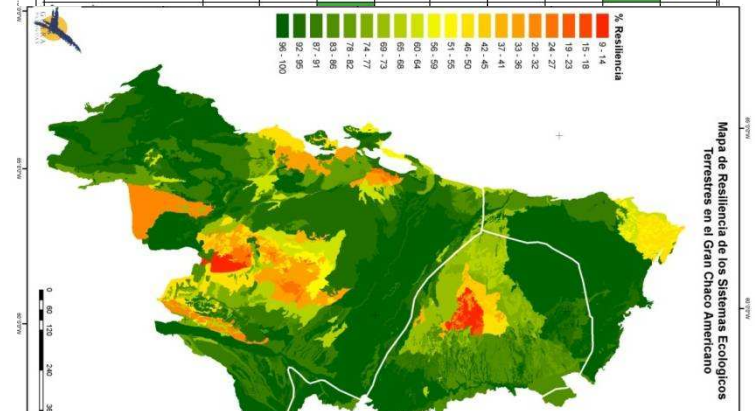 Mapa de Resiliencia de los Sistemas Ecologicos
Terrestres en el Gran Chaco Americano
% Resiliencia
9 - 14
15 - 18
19 - 23
24 - 27
28 - 32
33 - 36
37 - 41
42 - 45
46 - 50
51 - 55
56 - 59
60 - 64
65 - 68
69 - 73
74 - 77
78 - 82
83 - 86
87 - 91
92 - 95
96 - 100
0 60 120 240